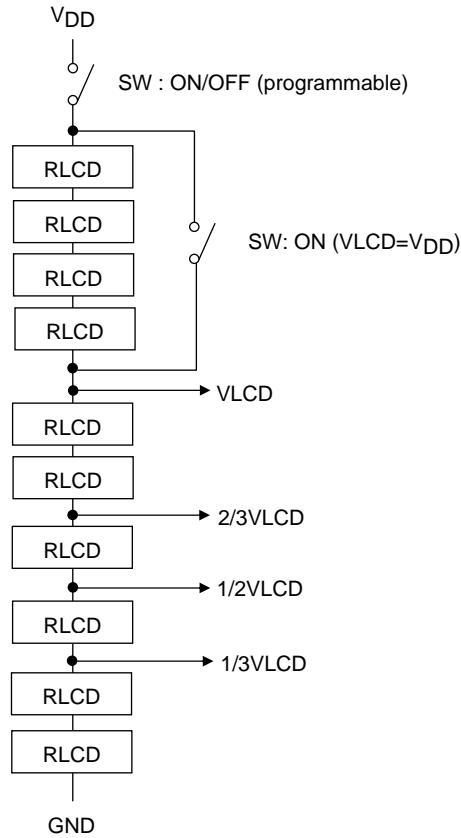 VDD
SW : ON/OFF (programmable)
RLCD
RLCD
SW: ON (VLCD=VDD)
RLCD
RLCD
VLCD
RLCD
RLCD
2/3VLCD
RLCD
1/2VLCD
RLCD
1/3VLCD
RLCD
RLCD
GND